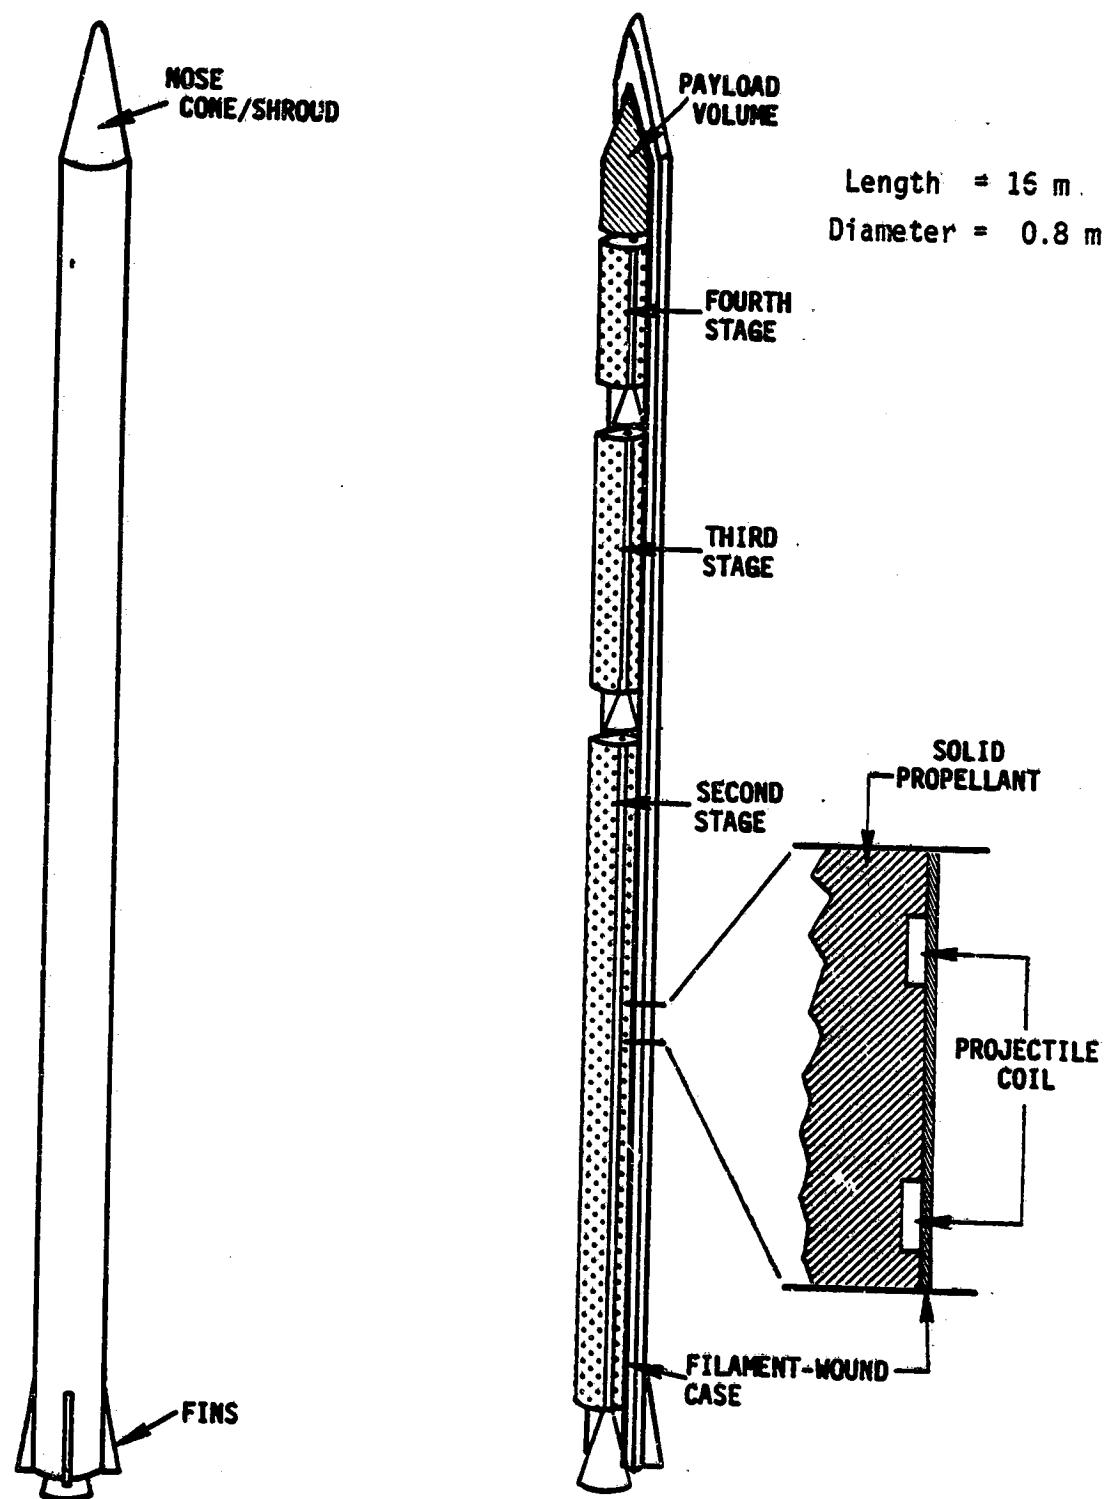 NOSE
CONE/SHROUD
PAYLOAD
VOLUME
Length = 16 m
Diameter = 0.8 m
FOURTH
STAGE
THIRD
STAGE
SECOND
STAGE
SOLID
PROPELLANT
PROJECTILE
COIL
FILAMENT-WOUND
CASE
FINS